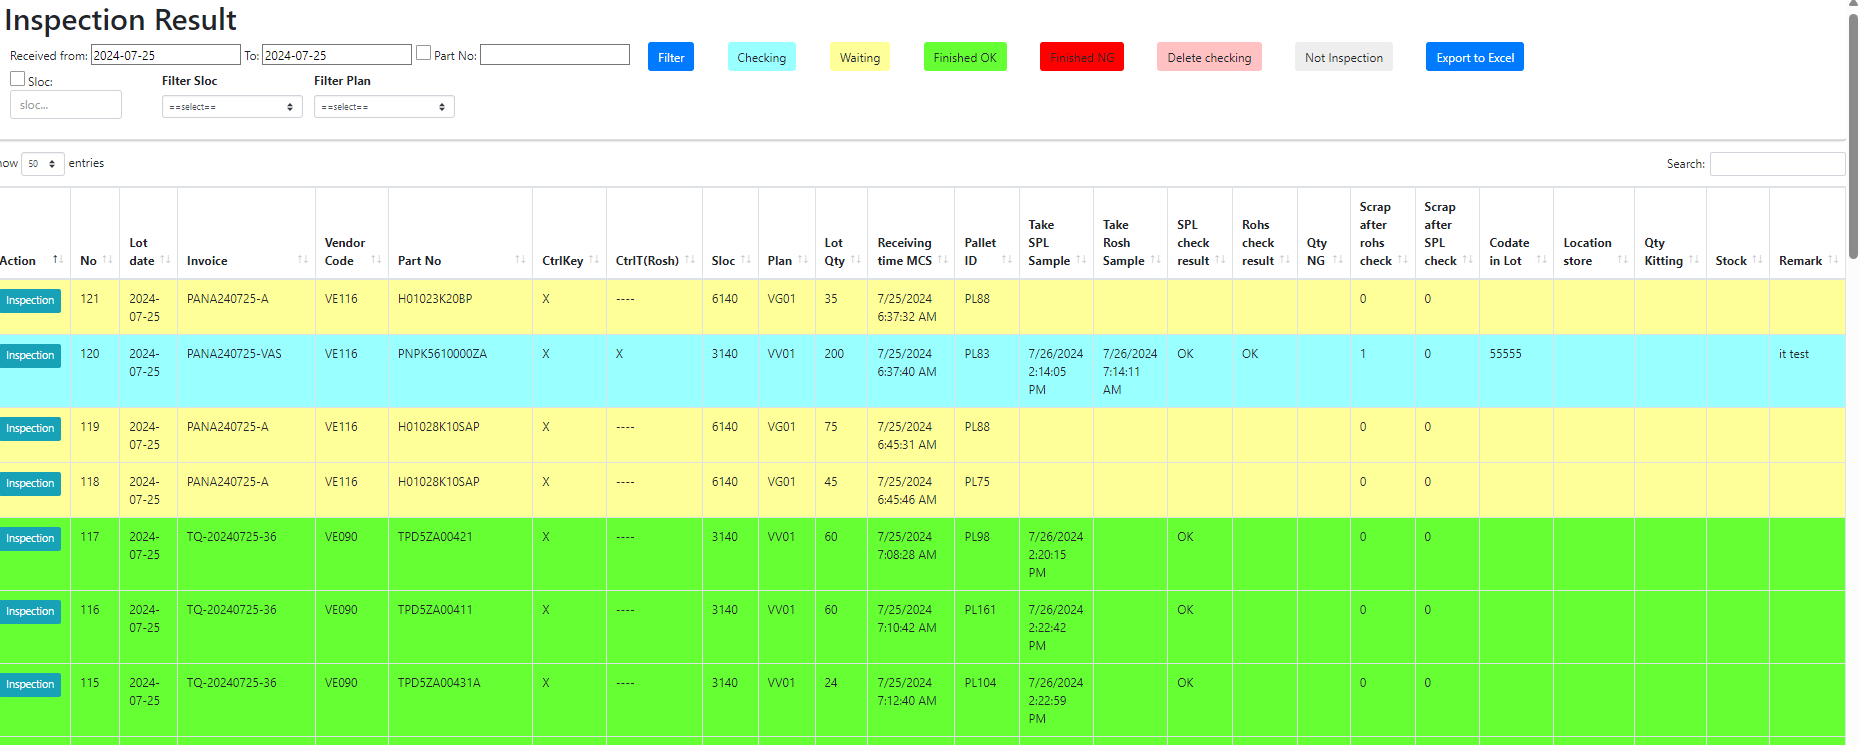 Inspection Result
Received from: 2024-07-25 To: 2024-07-25 Part No: Filter Checking Waiting Finished OK Finished NG Delete checking Not Inspection Export to Excel
Sloc: Filter Sloc Filter Plan
sloc... ==select== ==select==
how 50 entries Search:
Action No Lot date Invoice Vendor Code Part No CtrlKey CtrlT(Rosh) Sloc Plan Lot Qty Receiving time MCS Pallet ID Take SPL Sample Take Rosh Sample SPL check result Rohs check result Qty NG Scrap after rohs check Scrap after SPL check Codate in Lot Location store Qty Kitting Stock Remark
Inspection 121 2024-07-25 PANA240725-A VE116 H01023K20BP X ---- 6140 VG01 35 7/25/2024 6:37:32 AM PL88 0 0
Inspection 120 2024-07-25 PANA240725-VAS VE116 PNPK5610000ZA X X 3140 VV01 200 7/25/2024 6:37:40 AM PL83 7/26/2024 2:14:05 PM 7/26/2024 7:14:11 AM OK OK 1 0 55555 it test
Inspection 119 2024-07-25 PANA240725-A VE116 H01028K10SAP X ---- 6140 VG01 75 7/25/2024 6:45:31 AM PL88 0 0
Inspection 118 2024-07-25 PANA240725-A VE116 H01028K10SAP X ---- 6140 VG01 45 7/25/2024 6:45:46 AM PL75 0 0
Inspection 117 2024-07-25 TQ-20240725-36 VE090 TPD5ZA00421 X ---- 3140 VV01 60 7/25/2024 7:08:28 AM PL98 7/26/2024 2:20:15 PM OK 0 0
Inspection 116 2024-07-25 TQ-20240725-36 VE090 TPD5ZA00411 X ---- 3140 VV01 60 7/25/2024 7:10:42 AM PL161 7/26/2024 2:22:42 PM OK 0 0
Inspection 115 2024-07-25 TQ-20240725-36 VE090 TPD5ZA00431A X ---- 3140 VV01 24 7/25/2024 7:12:40 AM PL104 7/26/2024 2:22:59 PM OK 0 0